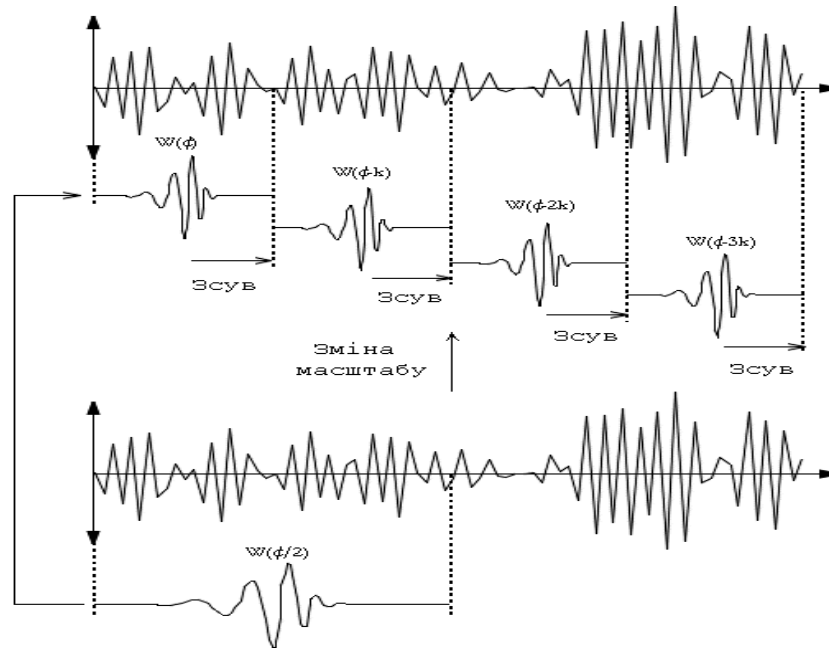 W(ϕ)
W(ϕ-k)
W(ϕ-2k)
W(ϕ-3k)
Зсув
Зсув
Зсув
Зсув
Зміна
масштабу
W(ϕ/2)